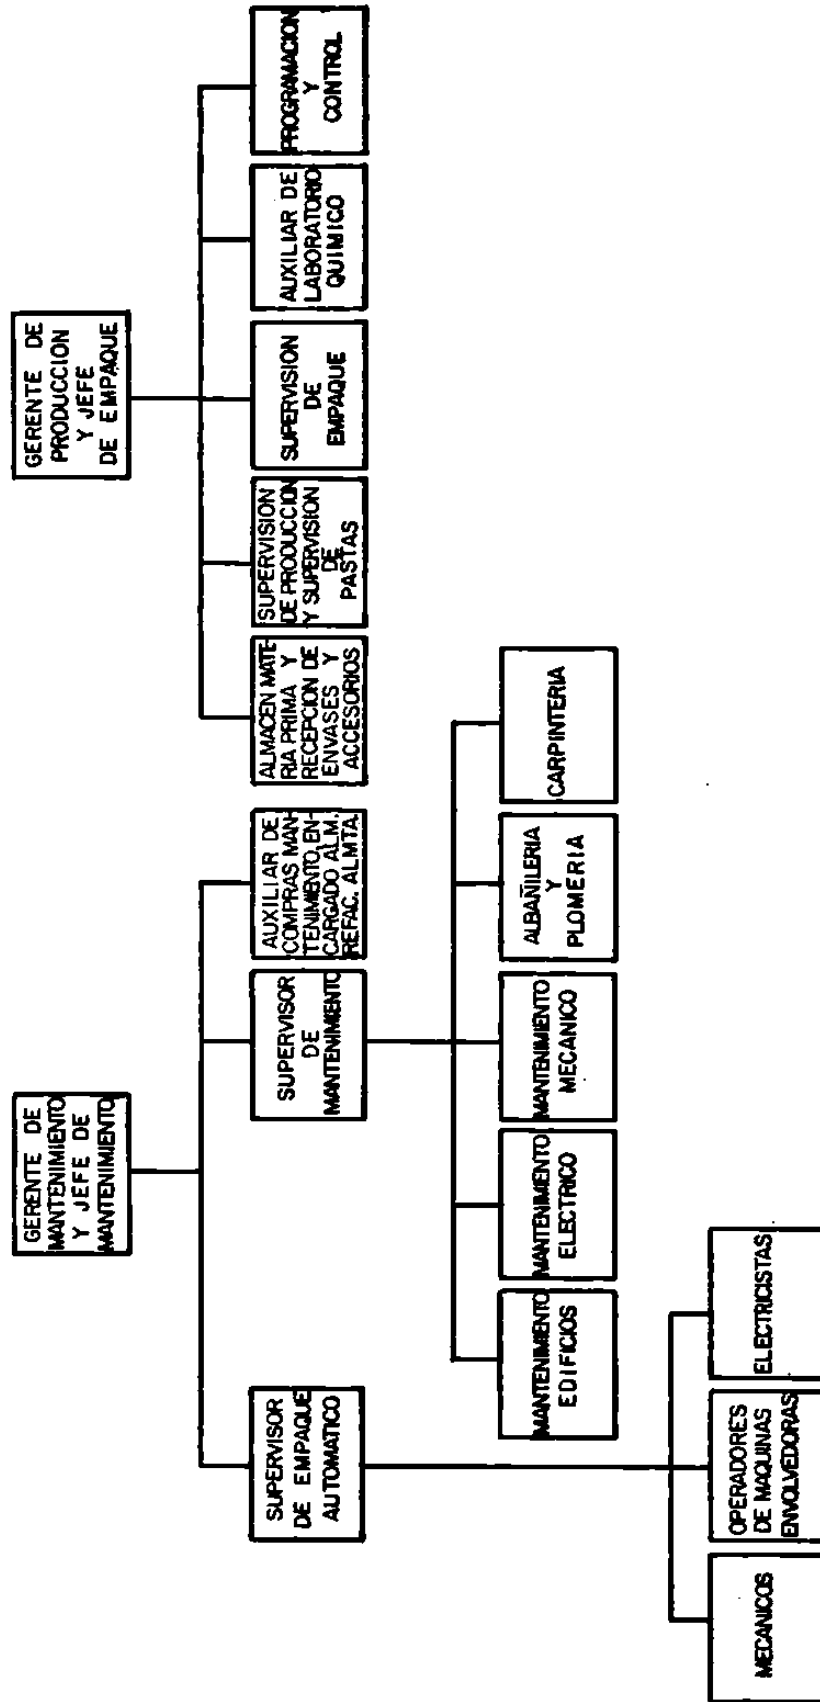 GERENTE DE
MANTENIMIENTO
Y JEFE DE
MANTENIMIENTO
GERENTE DE
PRODUCCION
Y JEFE
DE EMPAQUE
SUPERVISOR
DE EMPAQUE
AUTOMATICO
SUPERVISOR
DE
MANTENIMIENTO
AUXILIAR DE
COMPRAS MAN-
TENIMIENTO, EN-
CARGADO ALM.
REFAC. ALMTA.
ALMACEN MATE-
RIA PRIMA Y
RECEPCION DE
ENVASES Y
ACCESORIOS
SUPERVISION
DE PRODUCCION
Y SUPERVISION
DE
PASTAS
SUPERVISION
DE
EMPAQUE
AUXILIAR DE
LABORATORIO
QUIMICO
PROGRAMACION
Y
CONTROL
MANTENIMIENTO
EDIFICIOS
MANTENIMIENTO
ELECTRICO
MANTENIMIENTO
MECANICO
ALBAÑILERIA
Y
PLOMERIA
CARPINTERIA
MECANICOS
OPERADORES
DE MAQUINAS
ENVOLVEDORAS
ELECTRICISTAS